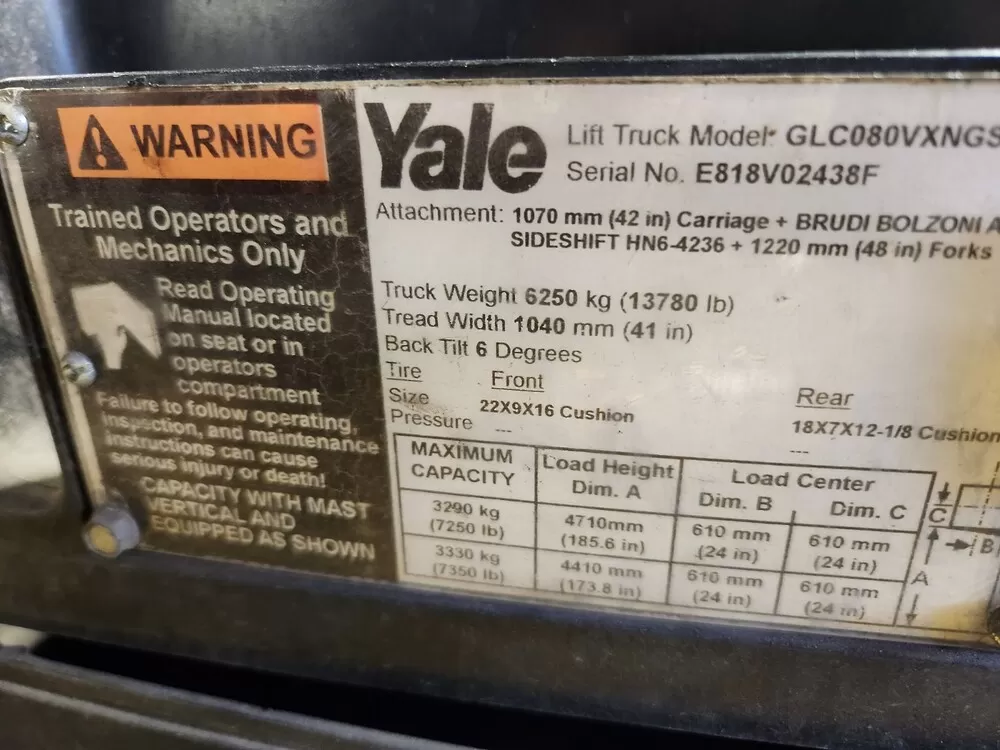 WARNING
Trained Operators and
Mechanics Only
Read Operating
Manual located
on seat or in
operators
compartment
Failure to follow operating,
inspection, and maintenance
instructions can cause
serious injury or death!
CAPACITY WITH MAST
VERTICAL AND
EQUIPPED AS SHOWN
Yale
Lift Truck Model: GLC080VXNGS
Serial No. E818V02438F
Attachment: 1070 mm (42 in) Carriage + BRUDI BOLZONI A
SIDESHIFT HN6-4236 + 1220 mm (48 in) Forks
Truck Weight 6250 kg (13780 lb)
Tread Width 1040 mm (41 in)
Back Tilt 6 Degrees
Tire Front Rear
Size 22X9X16 Cushion 18X7X12-1/8 Cushion
Pressure --- ---
MAXIMUM Load Height Load Center
CAPACITY Dim. A Dim. B Dim. C
3290 kg 4710mm 610 mm 610 mm
(7250 lb) (185.6 in) (24 in) (24 in)
3330 kg 4410 mm 610 mm 610 mm
(7350 lb) (173.8 in) (24 in) (24 in)
C
B
A